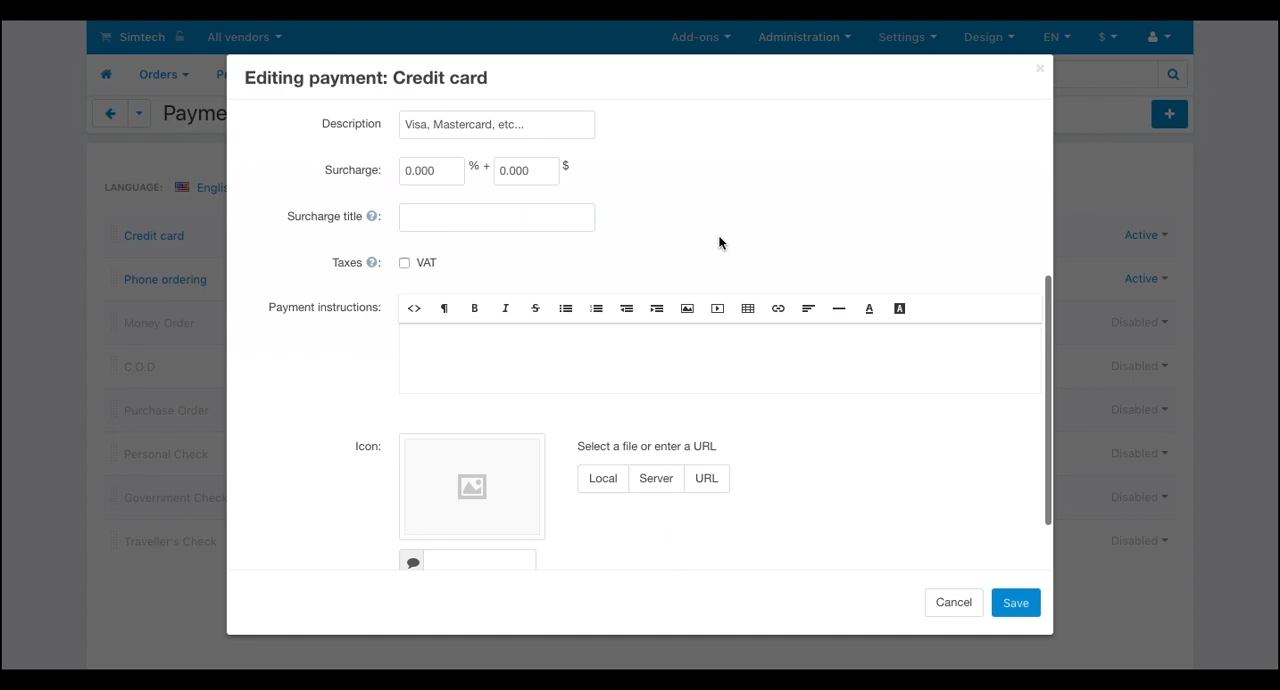 Simtech All vendors Add-ons Administration Settings Design EN $
Editing payment: Credit card ×
Orders Pr
Payme +
Description Visa, Mastercard, etc...
Surcharge: 0.000 % + 0.000 $
LANGUAGE: Englis
Surcharge title ?:
Credit card Active
Taxes ?: VAT
Phone ordering Active
Payment instructions: <> ¶ B I S A A
Money Order Disabled
C.O.D Disabled
Purchase Order Disabled
Icon: Select a file or enter a URL
Personal Check Disabled
Local Server URL
Government Check Disabled
Traveller's Check Disabled
Cancel Save